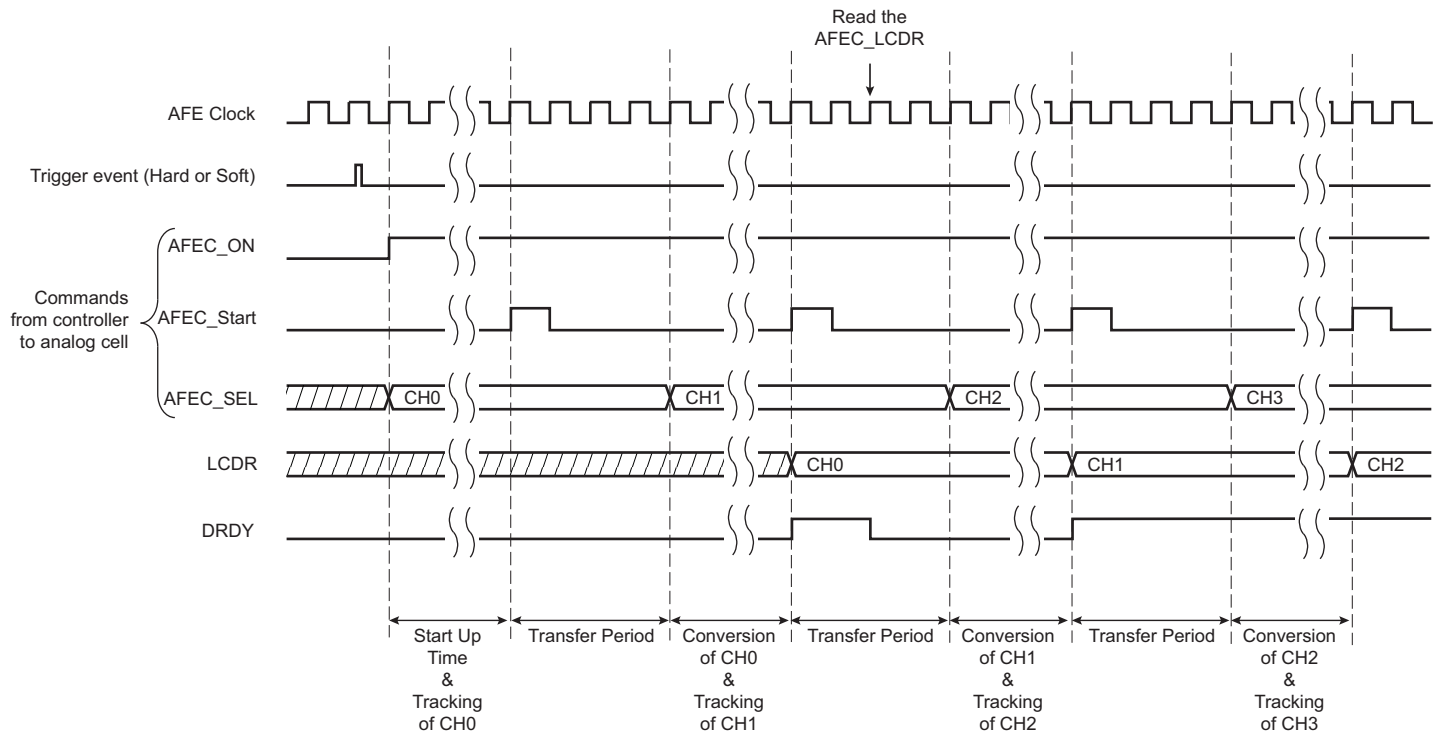 Read the
AFEC_LCDR
AFE Clock
Trigger event (Hard or Soft)
AFEC_ON
Commands
from controller
to analog cell
AFEC_Start
AFEC_SEL
CH0
CH1
CH2
CH3
LCDR
CH0
CH1
CH2
DRDY
Start Up
Time
&
Tracking
of CH0
Transfer Period
Conversion
of CH0
&
Tracking
of CH1
Transfer Period
Conversion
of CH1
&
Tracking
of CH2
Transfer Period
Conversion
of CH2
&
Tracking
of CH3